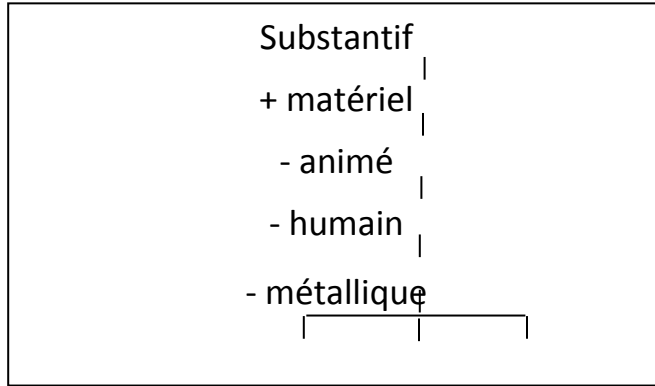 Substantif
+ matériel
- animé
- humain
- métallique